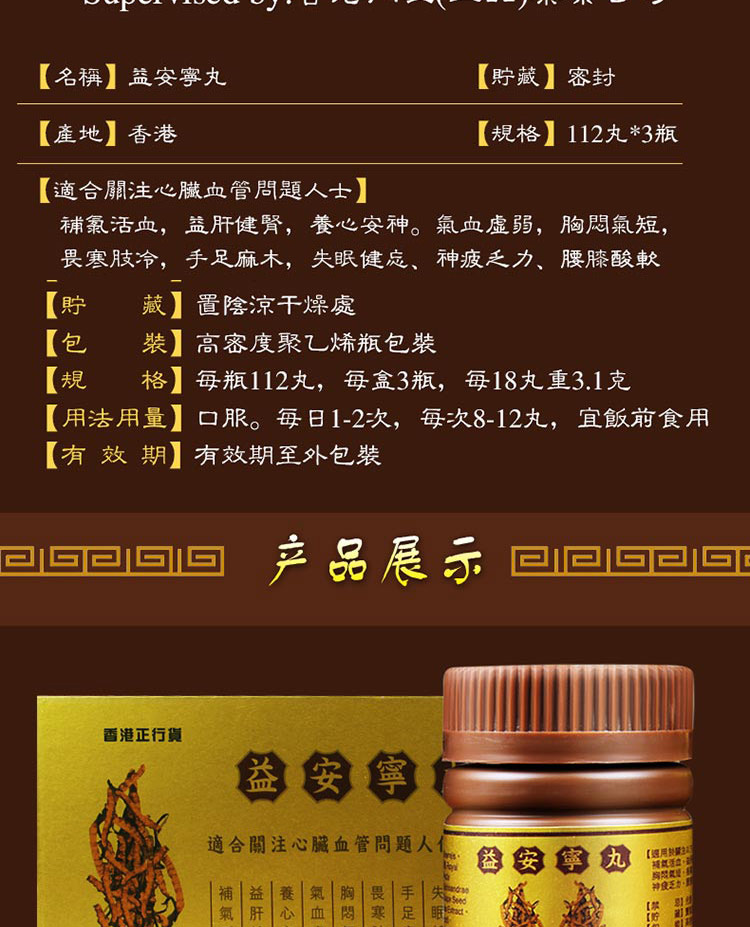 Supervised by:香港
【名稱】益安寧丸
【貯藏】密封
【產地】香港
【規格】112丸*3瓶
【適合關注心臟血管問題人士】
補氣活血，益肝健腎，養心安神。氣血虛弱，胸悶氣短，
畏寒肢冷，手足麻木，失眠健忘、神疲乏力、腰膝酸軟
【貯 藏】置陰涼干燥處
【包 裝】高密度聚乙烯瓶包裝
【規 格】每瓶112丸，每盒3瓶，每18丸重3.1克
【用法用量】口服。每日1-2次，每次8-12丸，宜飯前食用
【有 效 期】有效期至外包裝
产品展示
香港正行貨
益安寧
適合關注心臟血管問題人
補氣
益肝
養心
氣血
胸悶
畏寒
手足
失眠
益安寧丸